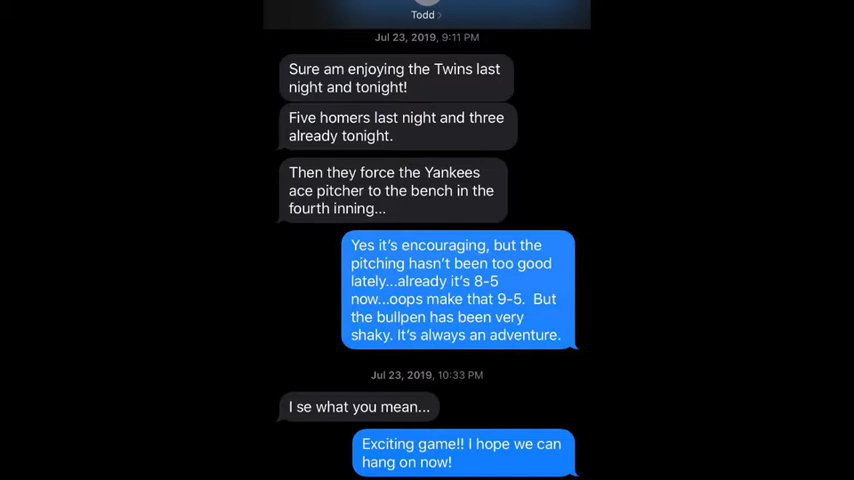 Todd
Jul 23, 2019, 9:11 PM
Sure am enjoying the Twins last
night and tonight!
Five homers last night and three
already tonight.
Then they force the Yankees
ace pitcher to the bench in the
fourth inning...
Yes it's encouraging, but the
pitching hasn't been too good
lately...already it's 8-5
now...oops make that 9-5.  But
the bullpen has been very
shaky. It's always an adventure.
Jul 23, 2019, 10:33 PM
I se what you mean...
Exciting game!! I hope we can
hang on now!